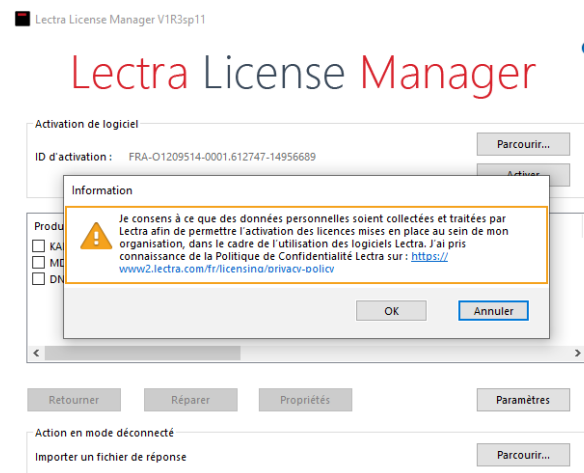 Lectra License Manager V1R3sp11
Lectra License Manager
Activation de logiciel
Parcourir...
ID d'activation : FRA-O1209514-0001.612747-14956689
Activer
Information
Produ
Je consens à ce que des données personnelles soient collectées et traitées par
Lectra afin de permettre l'activation des licences mises en place au sein de mon
organisation, dans le cadre de l'utilisation des logiciels Lectra. J'ai pris
connaissance de la Politique de Confidentialité Lectra sur : https://
www2.lectra.com/fr/licensing/privacy-policy
KA
MD
DN
OK
Annuler
Retourner
Réparer
Propriétés
Paramètres
Action en mode déconnecté
Importer un fichier de réponse
Parcourir...